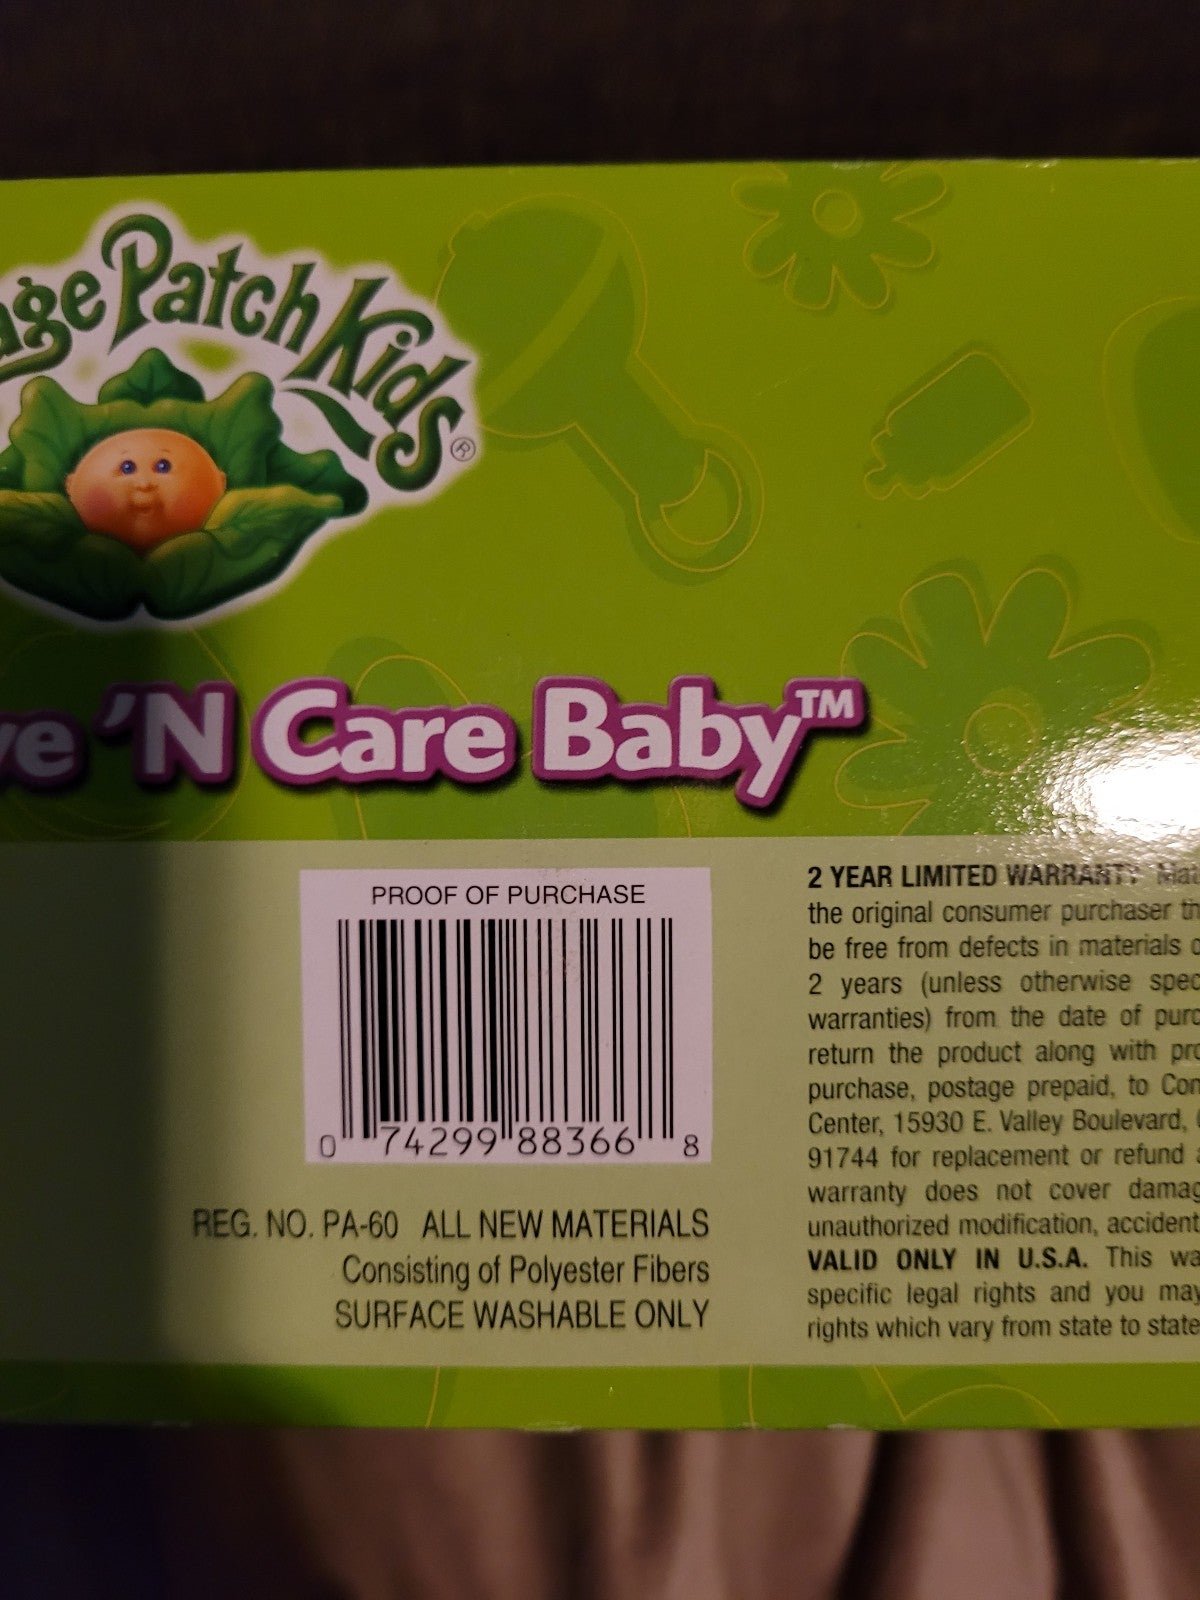 Patch Kids®
'N Care Baby™
PROOF OF PURCHASE
0 74299 88366 8
REG. NO. PA-60 ALL NEW MATERIALS
Consisting of Polyester Fibers
SURFACE WASHABLE ONLY
2 YEAR LIMITED WARRANTY
the original consumer purchaser
be free from defects in materials
2 years (unless otherwise
warranties) from the date of
return the product along with
purchase, postage prepaid, to
Center, 15930 E. Valley Boulevard,
91744 for replacement or refund
warranty does not cover
unauthorized modification,
VALID ONLY IN U.S.A. This
specific legal rights and you may
rights which vary from state to state